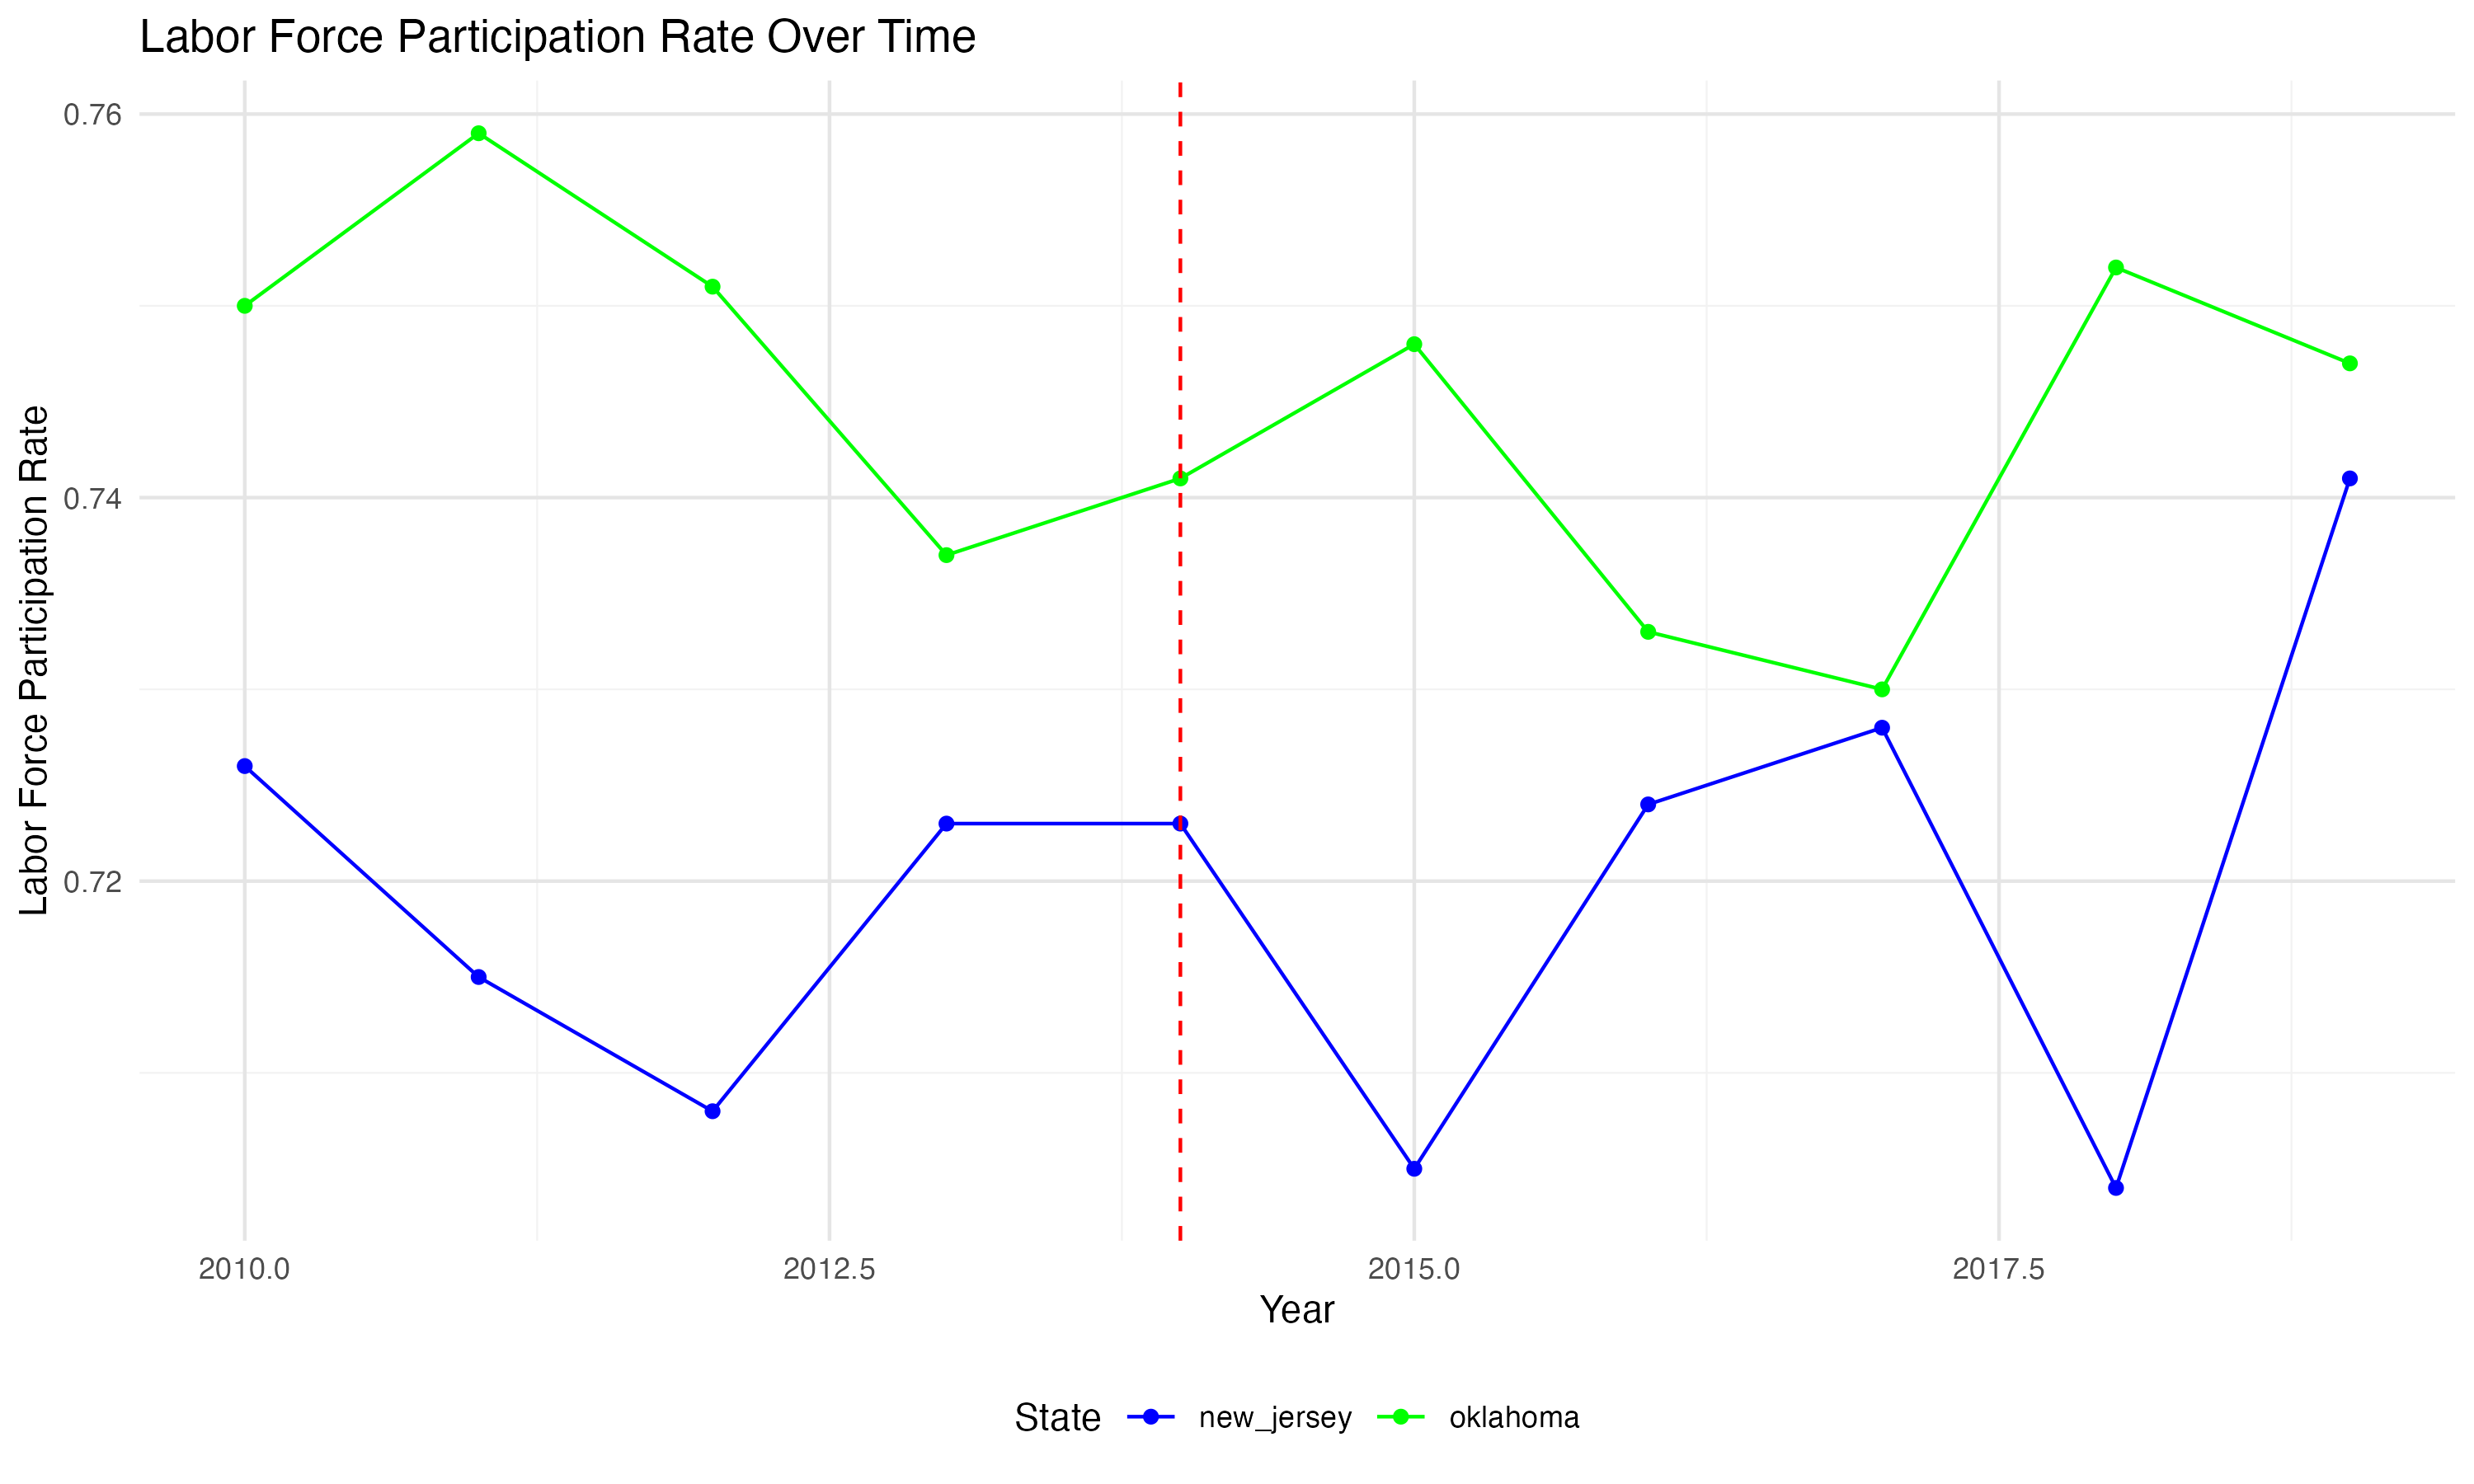 Labor Force Participation Rate Over Time
Labor Force Participation Rate
0.76
0.74
0.72
2010.0 2012.5 2015.0 2017.5
Year
State new_jersey oklahoma